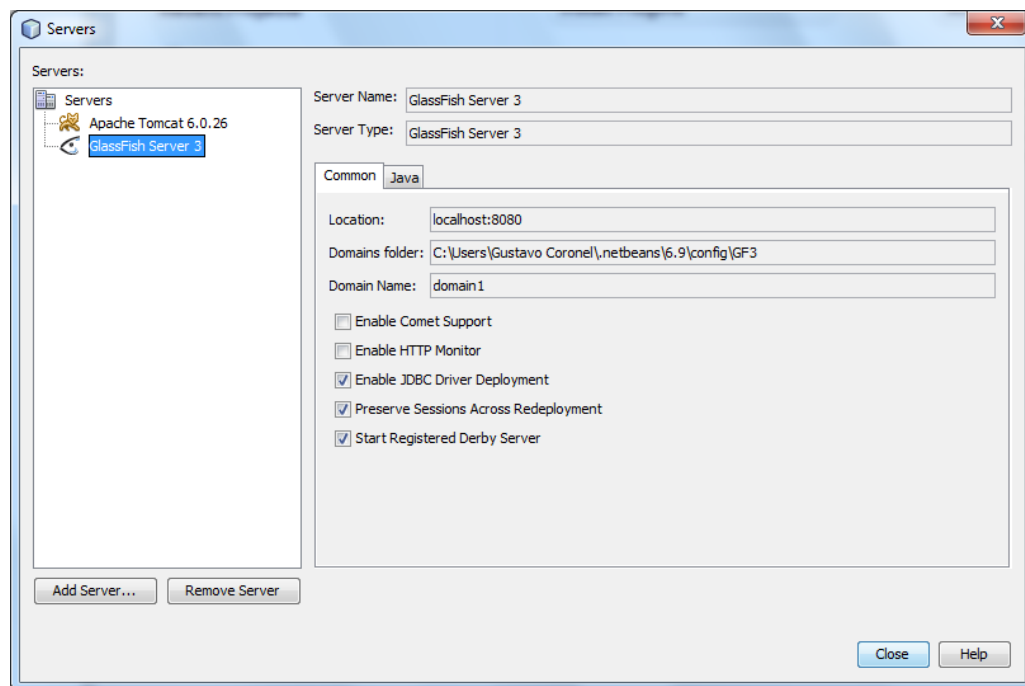 Servers
Servers:
Servers
Apache Tomcat 6.0.26
GlassFish Server 3
Server Name: GlassFish Server 3
Server Type: GlassFish Server 3
Common Java
Location: localhost:8080
Domains folder: C:\Users\Gustavo Coronel\.netbeans\6.9\config\GF3
Domain Name: domain1
Enable Comet Support
Enable HTTP Monitor
Enable JDBC Driver Deployment
Preserve Sessions Across Redeployment
Start Registered Derby Server
Add Server... Remove Server
Close Help